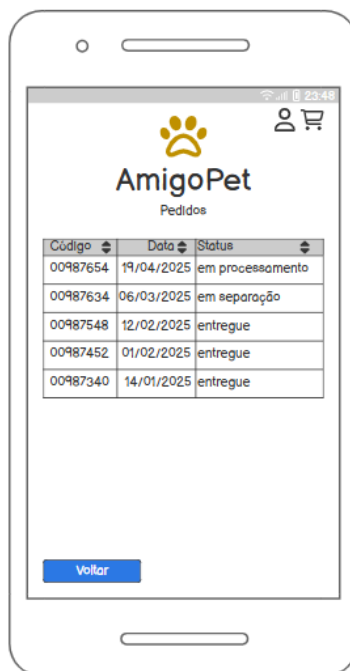 23:48
AmigoPet
Pedidos
Código Data Status
00987654 19/04/2025 em processamento
00987634 06/03/2025 em separação
00987548 12/02/2025 entregue
00987452 01/02/2025 entregue
00987340 14/01/2025 entregue
Voltar